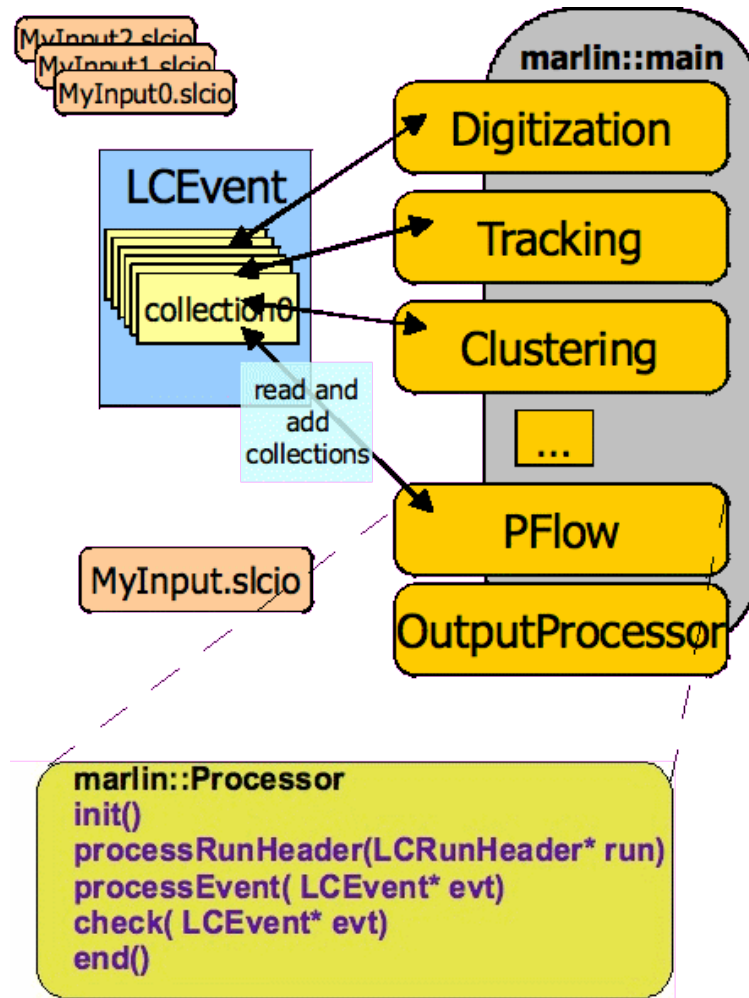 MyInput2.slcio
MyInput1.slcio
MyInput0.slcio
marlin::main
Digitization
LCEvent
Tracking
collection0
Clustering
read and
add
collections
...
PFlow
MyInput.slcio
OutputProcessor
marlin::Processor
init()
processRunHeader(LCRunHeader* run)
processEvent( LCEvent* evt)
check( LCEvent* evt)
end()